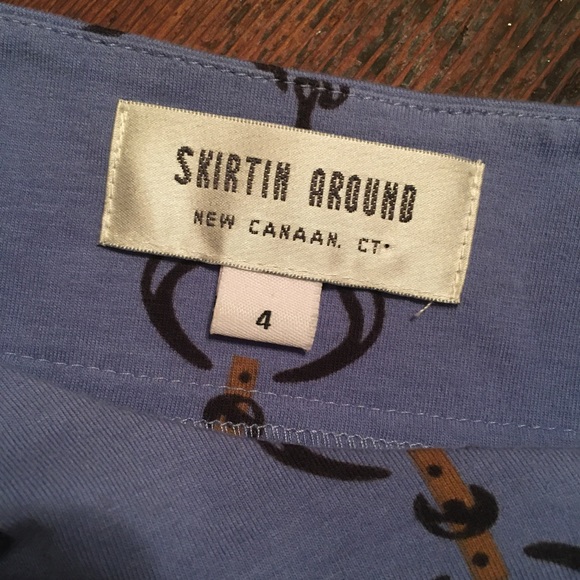 SKIRTIN AROUND
NEW CANAAN, CT.
4